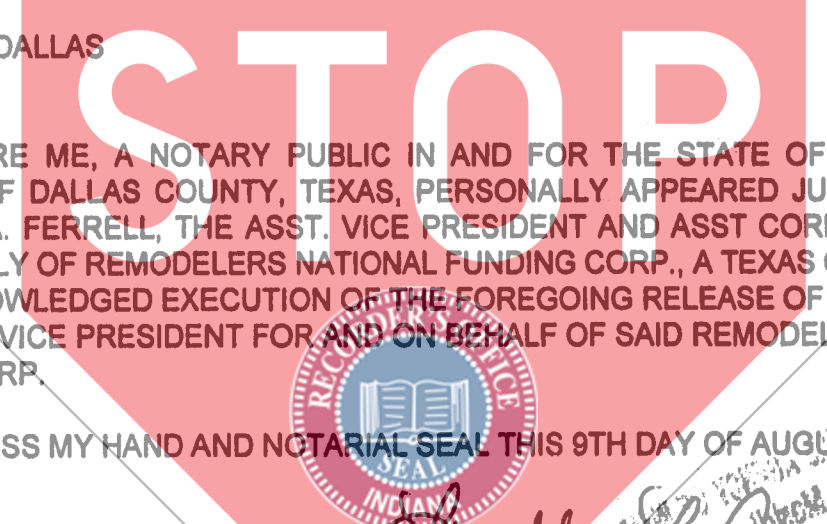 STOP
DALLAS
RE ME, A NOTARY PUBLIC IN AND FOR THE STATE OF
F DALLAS COUNTY, TEXAS, PERSONALLY APPEARED JU
. FERRELL, THE ASST. VICE PRESIDENT AND ASST COR
LY OF REMODELERS NATIONAL FUNDING CORP., A TEXAS
OWLEDGED EXECUTION OF THE FOREGOING RELEASE OF
VICE PRESIDENT FOR AND ON BEHALF OF SAID REMODEL
RP.
RECORDER'S OFFICE
SEAL
INDIANA
SS MY HAND AND NOTARIAL SEAL THIS 9TH DAY OF AUGU